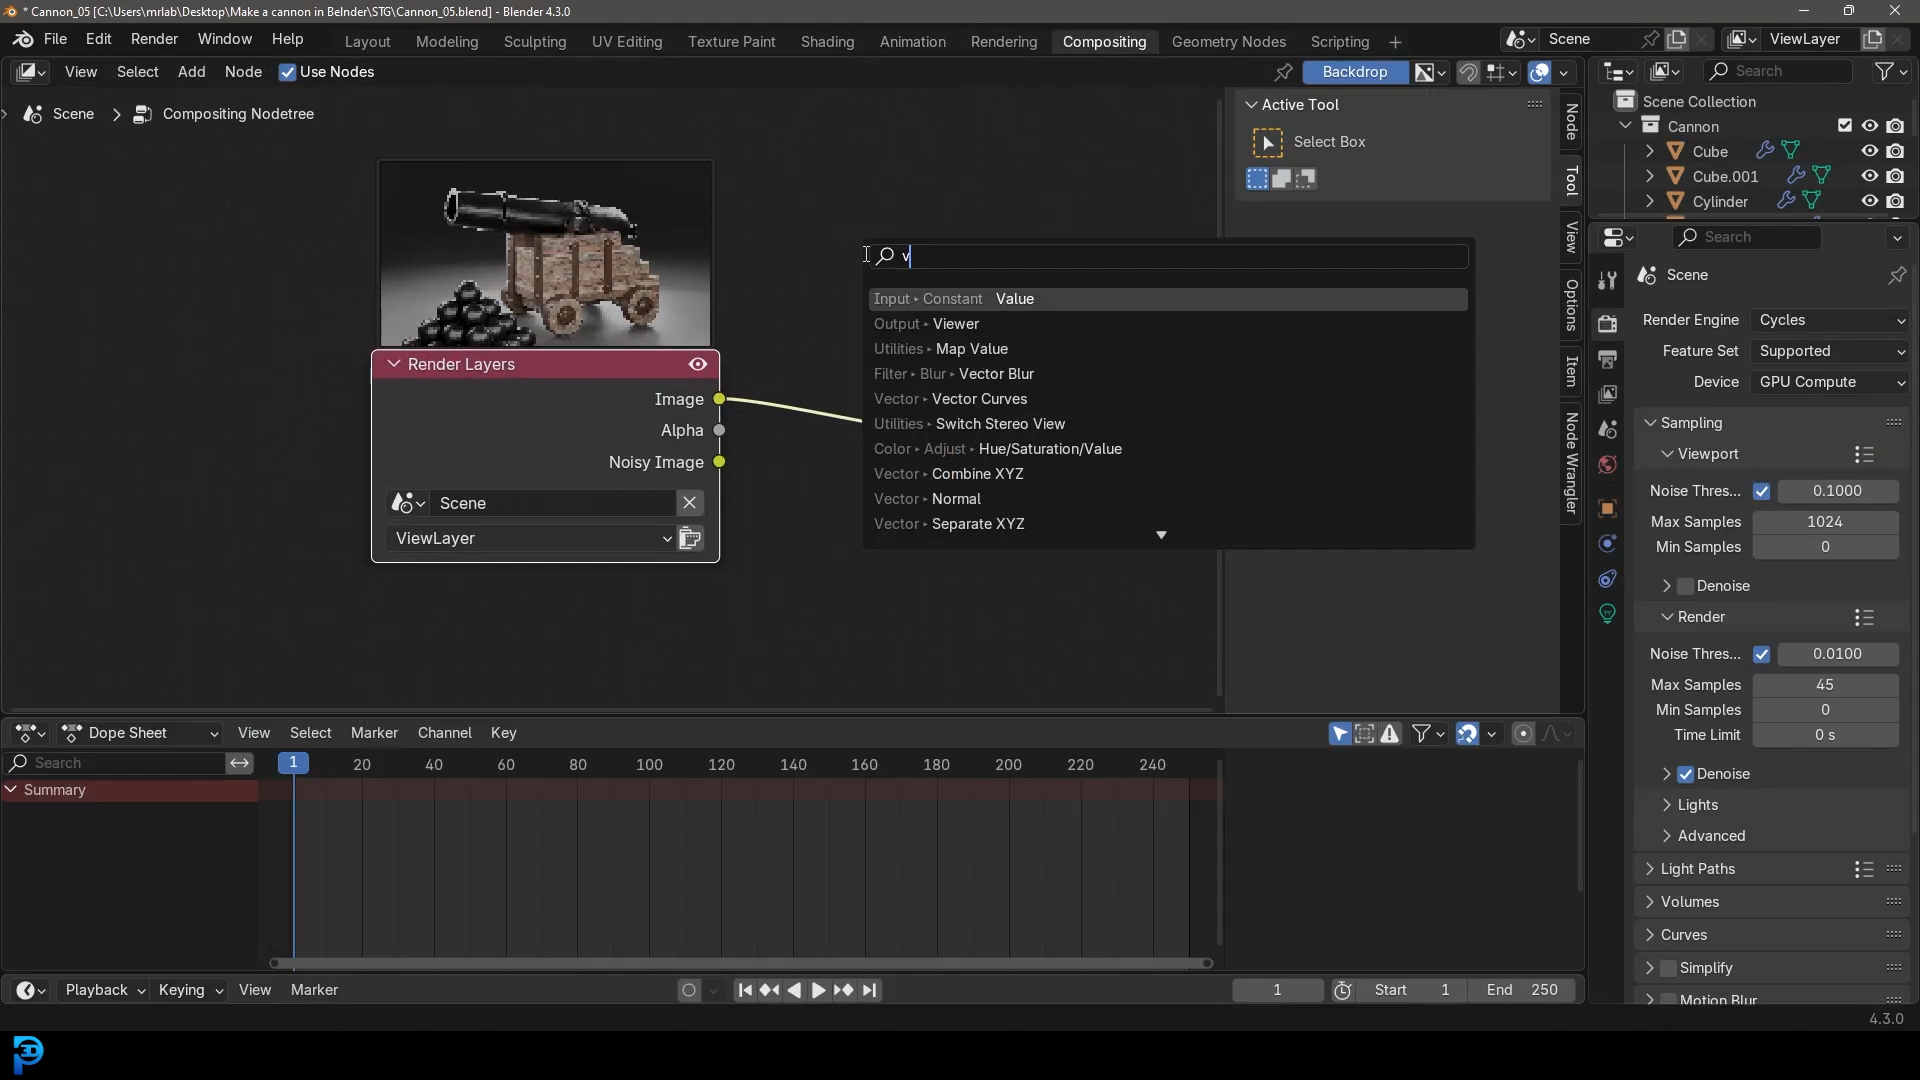 * Cannon_05 [C:\Users\mrlab\Desktop\Make a cannon in Belnder\STG\Cannon_05.blend] - Blender 4.3.0
File Edit Render Window Help Layout Modeling Sculpting UV Editing Texture Paint Shading Animation Rendering Compositing Geometry Nodes Scripting + Scene ViewLayer
View Select Add Node Use Nodes Backdrop Search
Scene > Compositing Nodetree
Active Tool
Select Box
v
Input ▸ Constant Value
Output ▸ Viewer
Utilities ▸ Map Value
Filter ▸ Blur ▸ Vector Blur
Vector ▸ Vector Curves
Utilities ▸ Switch Stereo View
Color ▸ Adjust ▸ Hue/Saturation/Value
Vector ▸ Combine XYZ
Vector ▸ Normal
Vector ▸ Separate XYZ
Render Layers
Image
Alpha
Noisy Image
Scene
ViewLayer
Node
Tool
View
Options
Item
Node Wrangler
Scene Collection
Cannon
Cube
Cube.001
Cylinder
Search
Scene
Render Engine Cycles
Feature Set Supported
Device GPU Compute
Sampling
Viewport
Noise Thres... 0.1000
Max Samples 1024
Min Samples 0
Denoise
Render
Noise Thres... 0.0100
Max Samples 45
Min Samples 0
Time Limit 0 s
Denoise
Lights
Advanced
Light Paths
Volumes
Curves
Simplify
Motion Blur
Dope Sheet View Select Marker Channel Key
Search 1 20 40 60 80 100 120 140 160 180 200 220 240
Summary
Playback Keying View Marker 1 Start 1 End 250
4.3.0
3D